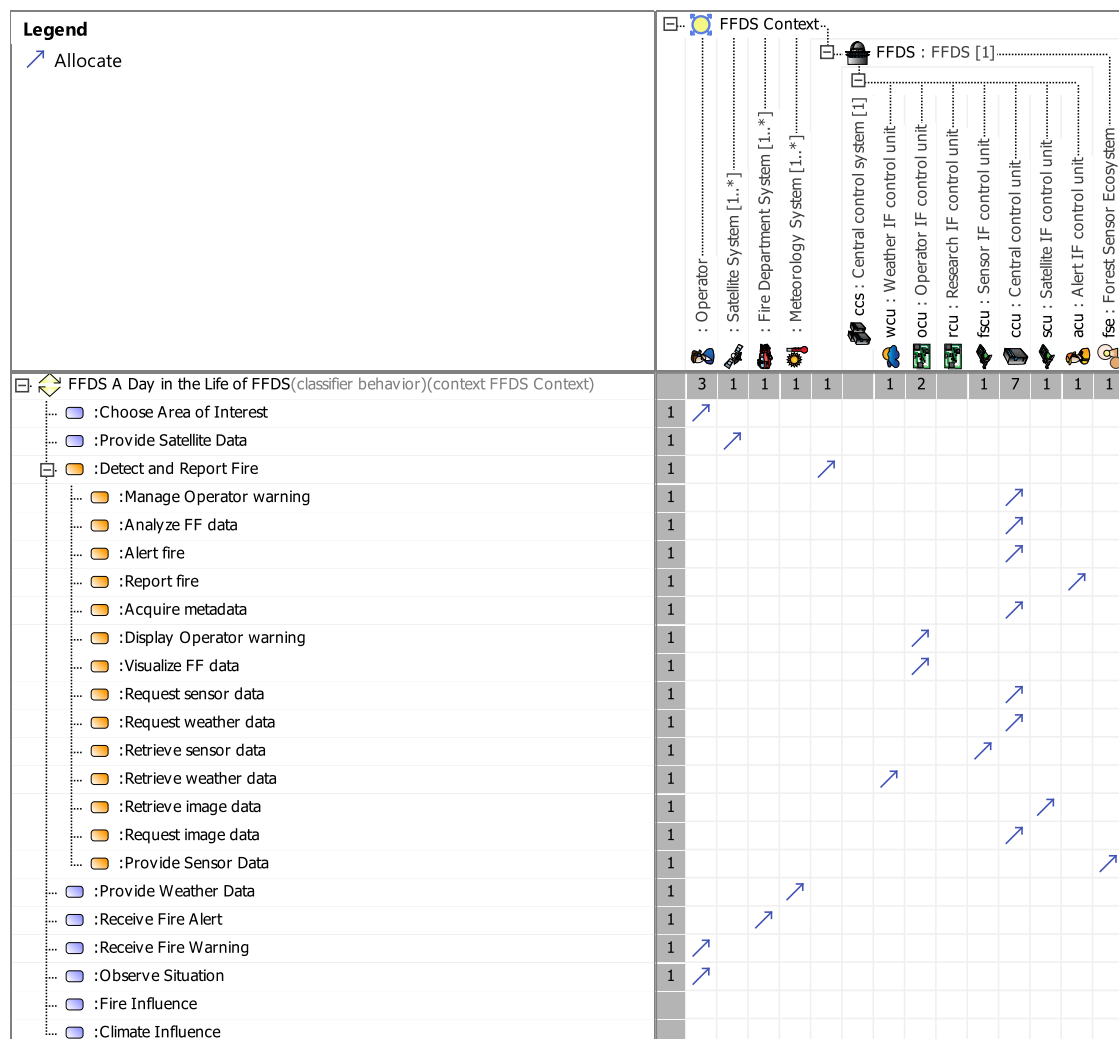 Legend
Allocate
FFDS Context
FFDS : FFDS [1]
: Operator
: Satellite System [1..*]
: Fire Department System [1..*]
: Meteorology System [1..*]
ccs : Central control system [1]
wcu : Weather IF control unit
ocu : Operator IF control unit
rcu : Research IF control unit
fscu : Sensor IF control unit
ccu : Central control unit
scu : Satellite IF control unit
acu : Alert IF control unit
fse : Forest Sensor Ecosystem
FFDS A Day in the Life of FFDS(classifier behavior)(context FFDS Context) 3 1 1 1 1 1 2 1 7 1 1 1
:Choose Area of Interest 1
:Provide Satellite Data 1
:Detect and Report Fire 1
:Manage Operator warning 1
:Analyze FF data 1
:Alert fire 1
:Report fire 1
:Acquire metadata 1
:Display Operator warning 1
:Visualize FF data 1
:Request sensor data 1
:Request weather data 1
:Retrieve sensor data 1
:Retrieve weather data 1
:Retrieve image data 1
:Request image data 1
:Provide Sensor Data 1
:Provide Weather Data 1
:Receive Fire Alert 1
:Receive Fire Warning 1
:Observe Situation 1
:Fire Influence
:Climate Influence